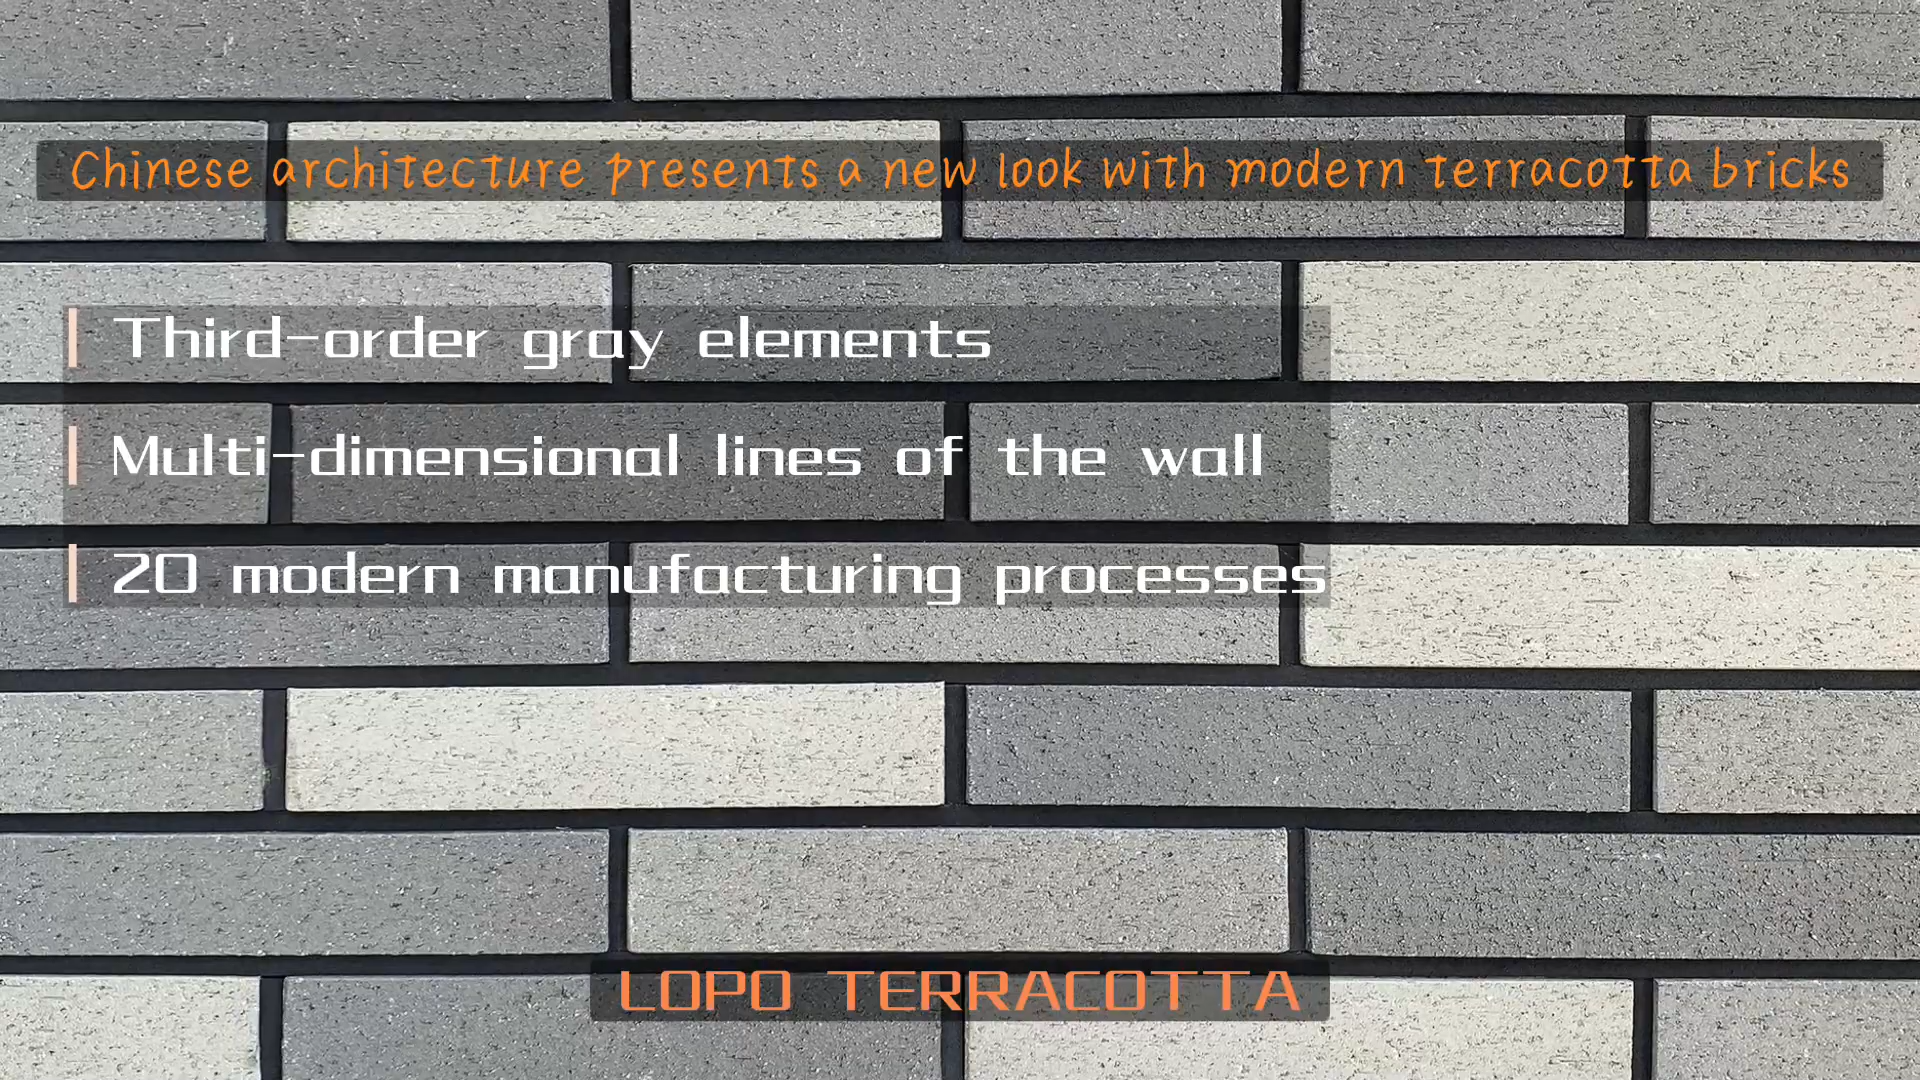 Chinese architecture presents a new look with modern terracotta bricks
Third-order gray elements
Multi-dimensional lines of the wall
20 modern manufacturing processes
LOPO TERRACOTTA